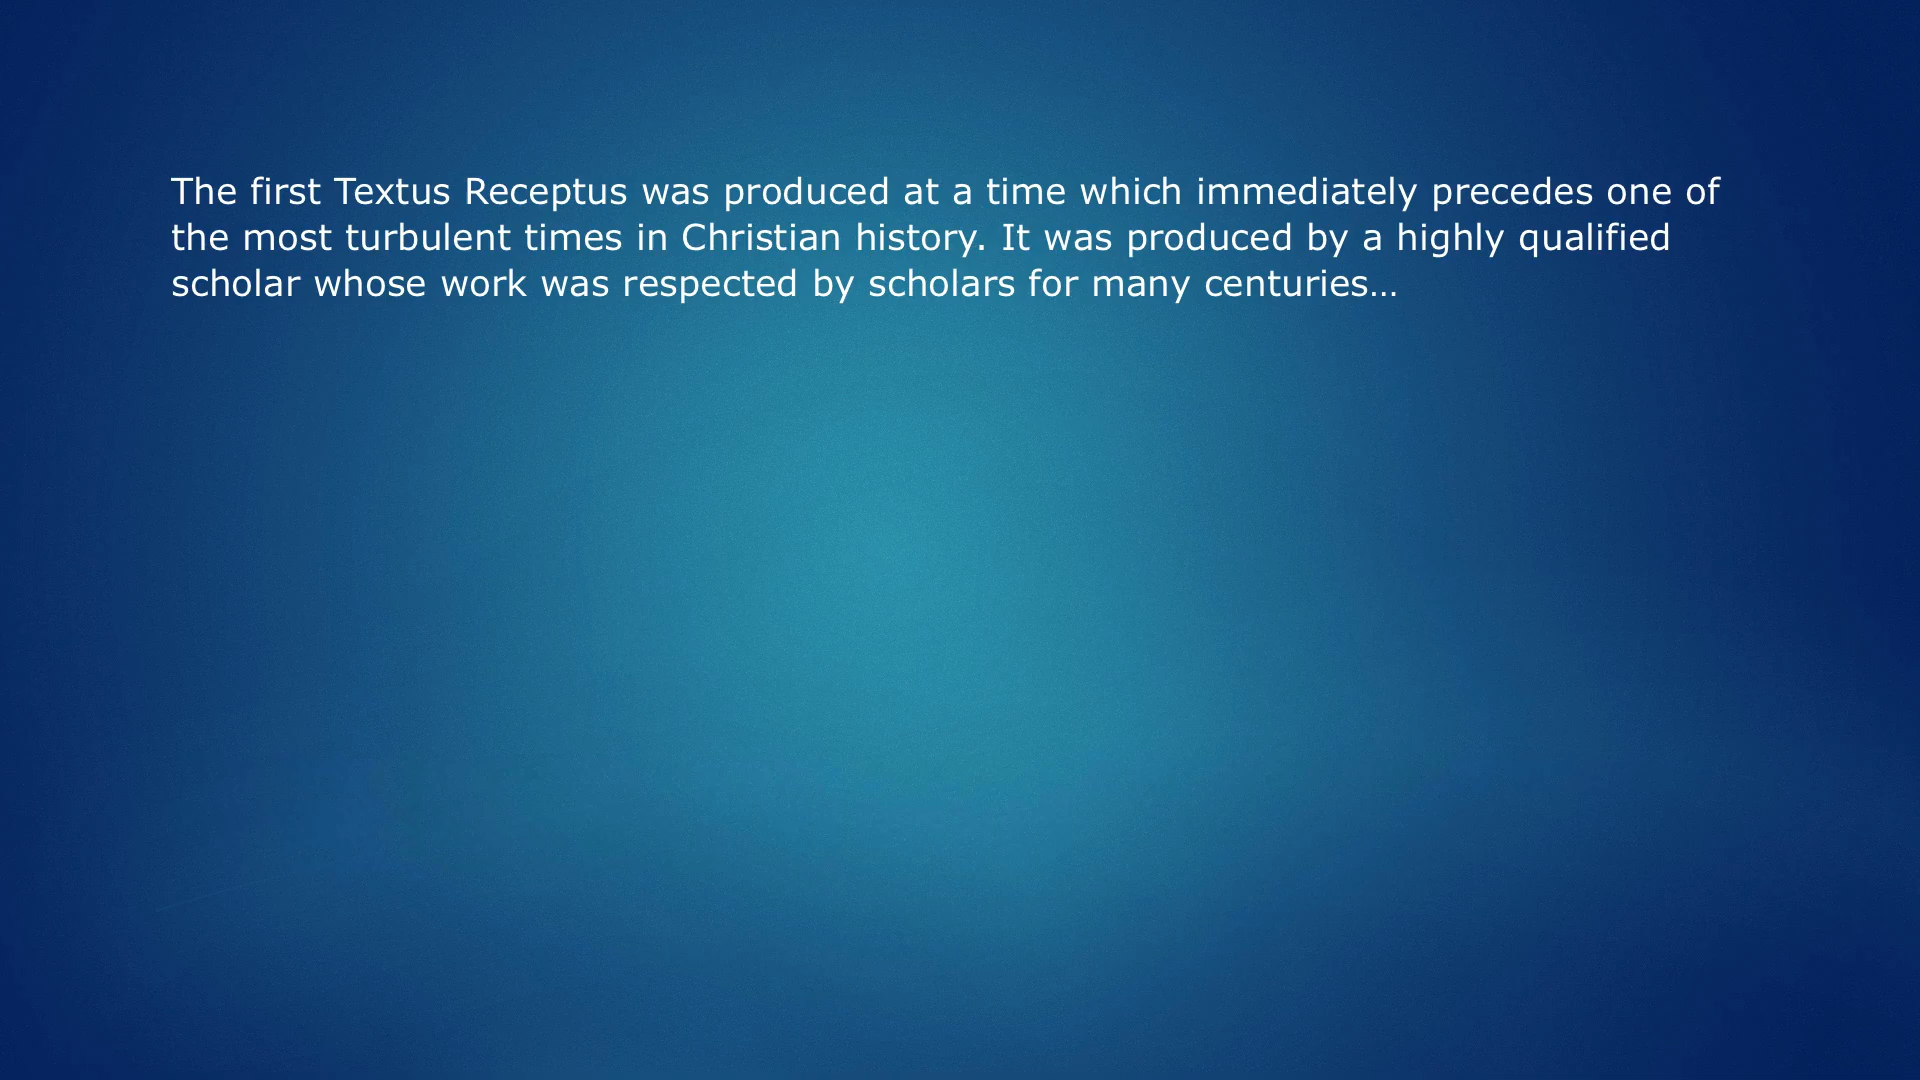 The first Textus Receptus was produced at a time which immediately precedes one of
the most turbulent times in Christian history. It was produced by a highly qualified
scholar whose work was respected by scholars for many centuries…